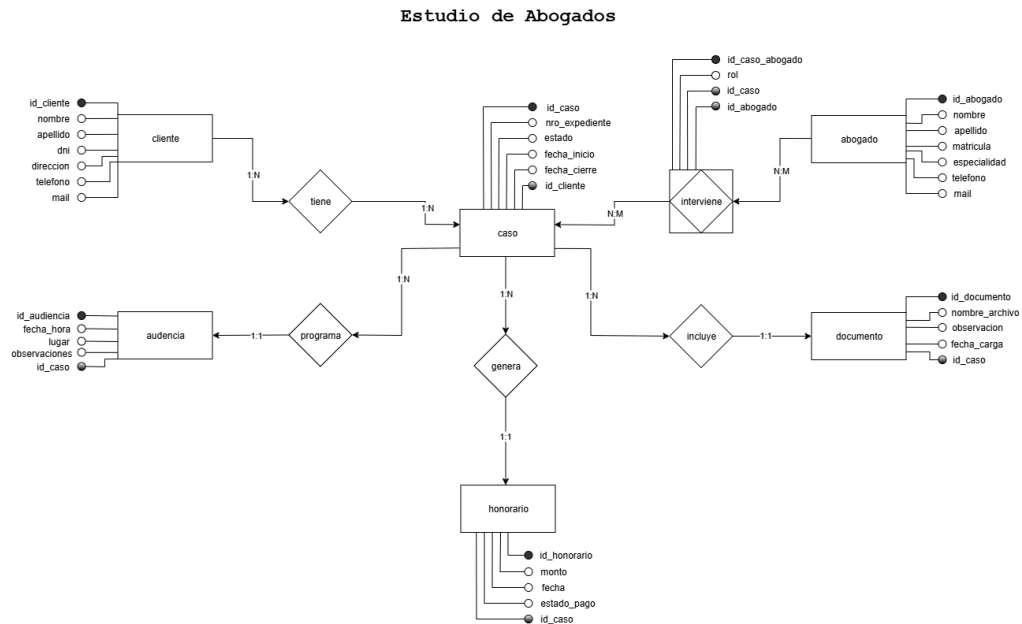 Estudio de Abogados
id_cliente
nombre
apellido
dni
direccion
telefono
mail
cliente
1:N
tiene
1:N
id_caso
nro_expediente
estado
fecha_inicio
fecha_cierre
id_cliente
caso
id_caso_abogado
rol
id_caso
id_abogado
interviene
N:M
N:M
abogado
id_abogado
nombre
apellido
matricula
especialidad
telefono
mail
id_audiencia
fecha_hora
lugar
observaciones
id_caso
audencia
1:1
programa
1:N
1:N
genera
1:1
1:N
incluye
1:1
documento
id_documento
nombre_archivo
observacion
fecha_carga
id_caso
honorario
id_honorario
monto
fecha
estado_pago
id_caso